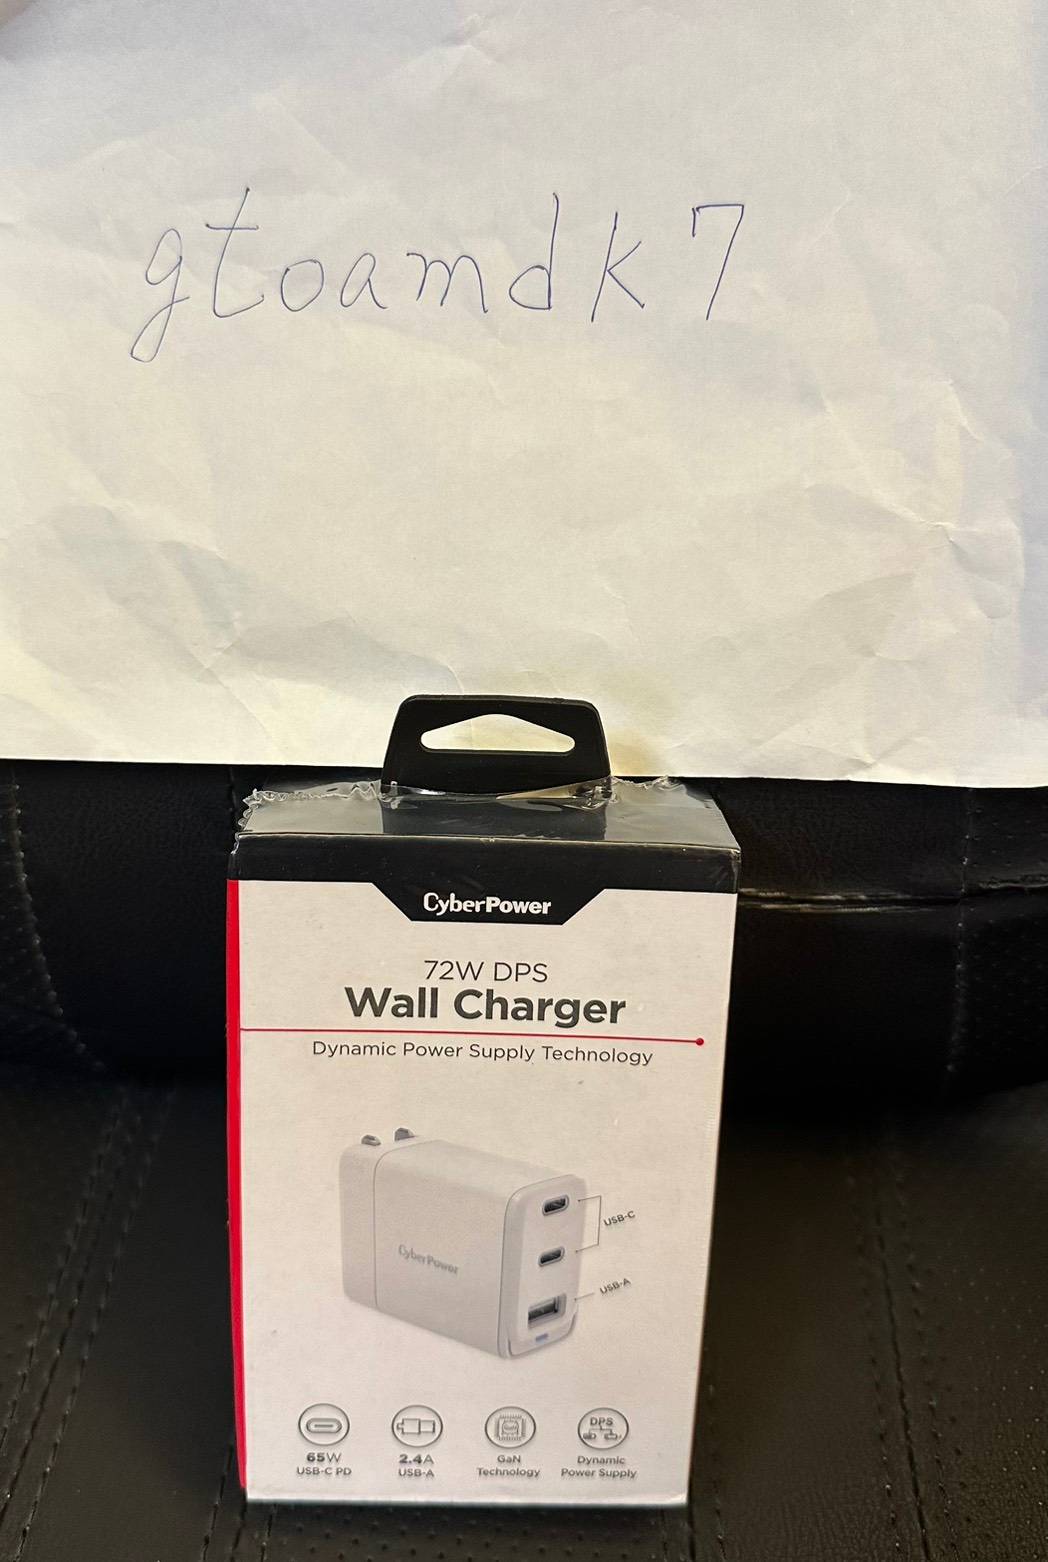 gtoamdk7
CyberPower
72W DPS
Wall Charger
Dynamic Power Supply Technology
CyberPower
USB-C
USB-A
65W
USB-C PD
2.4A
USB-A
GaN
Technology
DPS
Dynamic
Power Supply